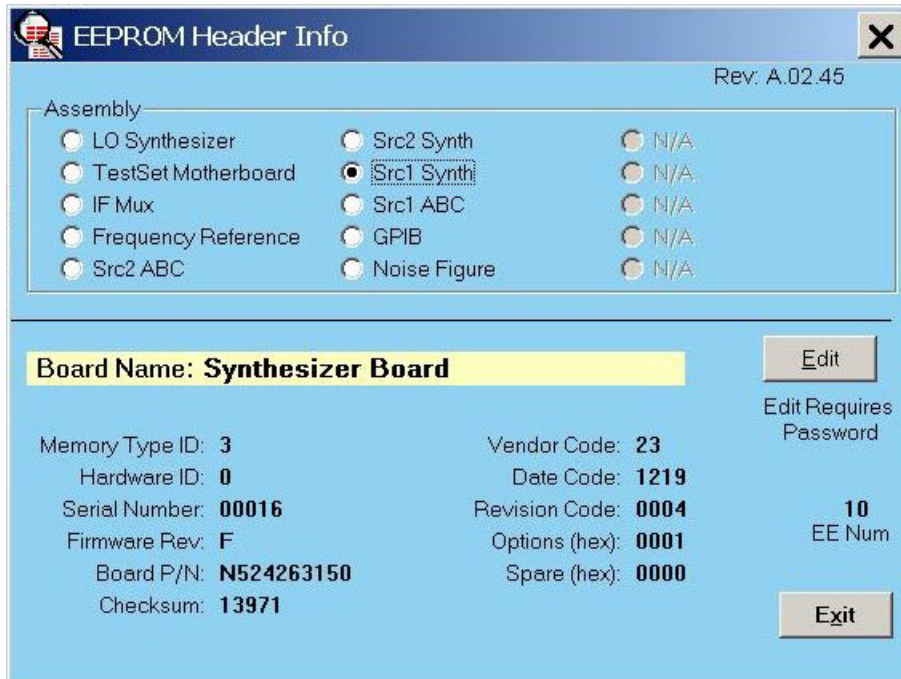 EEPROM Header Info
Rev: A.02.45
Assembly
LO Synthesizer
TestSet Motherboard
IF Mux
Frequency Reference
Src2 ABC
Src2 Synth
Src1 Synth
Src1 ABC
GPIB
Noise Figure
N/A
N/A
N/A
N/A
N/A
Board Name: Synthesizer Board
Edit
Edit Requires
Password
Memory Type ID: 3
Hardware ID: 0
Serial Number: 00016
Firmware Rev: F
Board P/N: N524263150
Checksum: 13971
Vendor Code: 23
Date Code: 1219
Revision Code: 0004
Options (hex): 0001
Spare (hex): 0000
10
EE Num
Exit